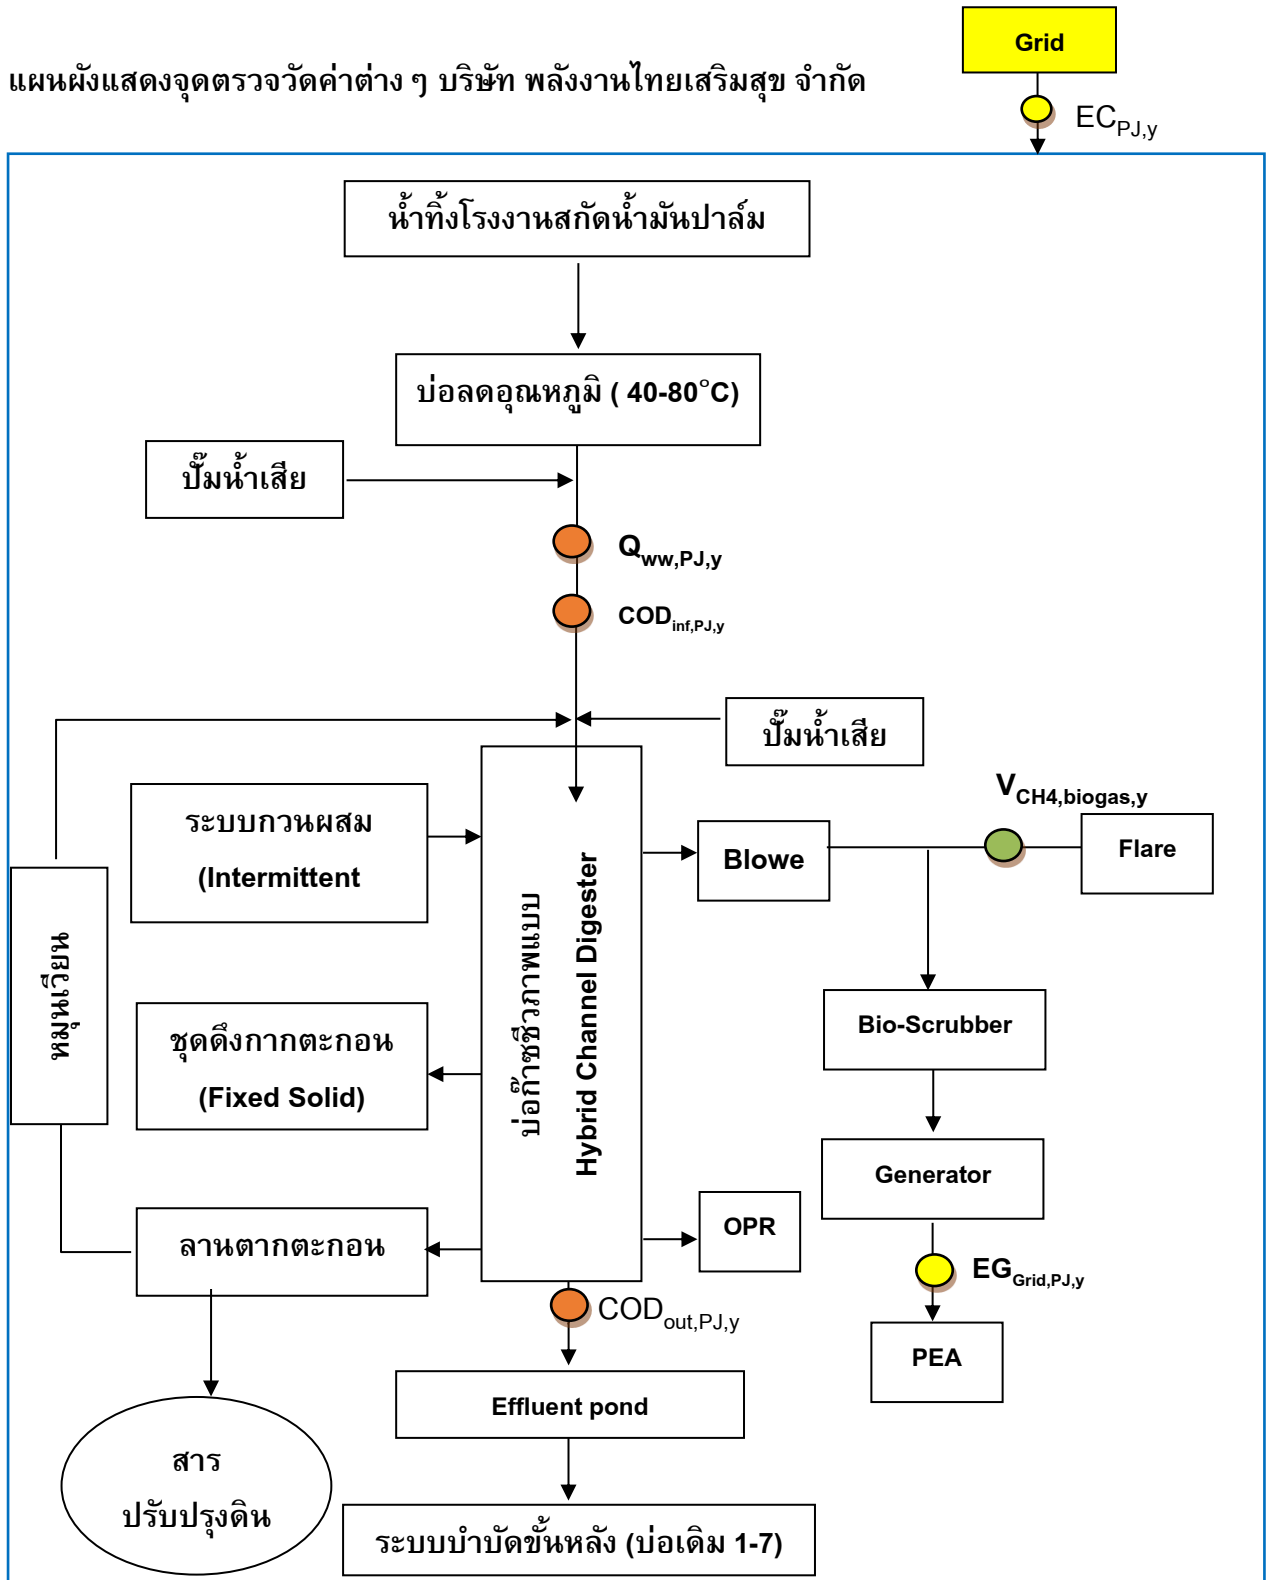 Grid
แผนผังแสดงจุดตรวจวัดค่าต่าง ๆ บริษัท พลังงานไทยเสริมสุข จำกัด
EC PJ,y
น้ำทิ้งโรงงานสกัดน้ำมันปาล์ม
บ่อลดอุณหภูมิ ( 40-80°C)
ปั๊มน้ำเสีย
Q ww,PJ,y
COD inf,PJ,y
ปั๊มน้ำเสีย
V CH4,biogas,y
ระบบกวนผสม
(Intermittent
Blowe
Flare
หมุนเวียน
บ่อก๊าซชีวภาพแบบ
Hybrid Channel Digester
Bio-Scrubber
ชุดดึงกากตะกอน
(Fixed Solid)
Generator
OPR
ลานตากตะกอน
EG Grid,PJ,y
COD out,PJ,y
PEA
Effluent pond
สาร
ปรับปรุงดิน
ระบบบำบัดขั้นหลัง (บ่อเดิม 1-7)